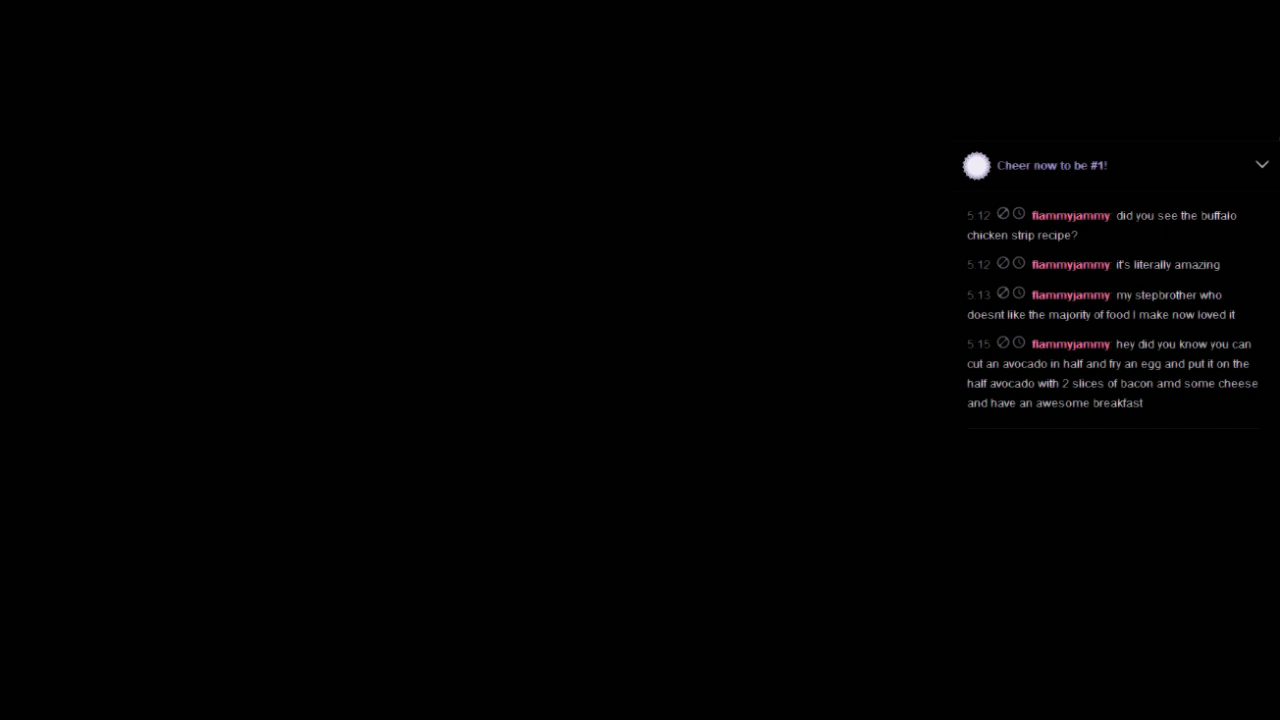 Cheer now to be #1!
5:12 flammyjammy: did you see the buffalo
chicken strip recipe?
5:12 flammyjammy: it's literally amazing
5:13 flammyjammy: my stepbrother who
doesnt like the majority of food I make now loved it
5:15 flammyjammy: hey did you know you can
cut an avocado in half and fry an egg and put it on the
half avocado with 2 slices of bacon amd some cheese
and have an awesome breakfast